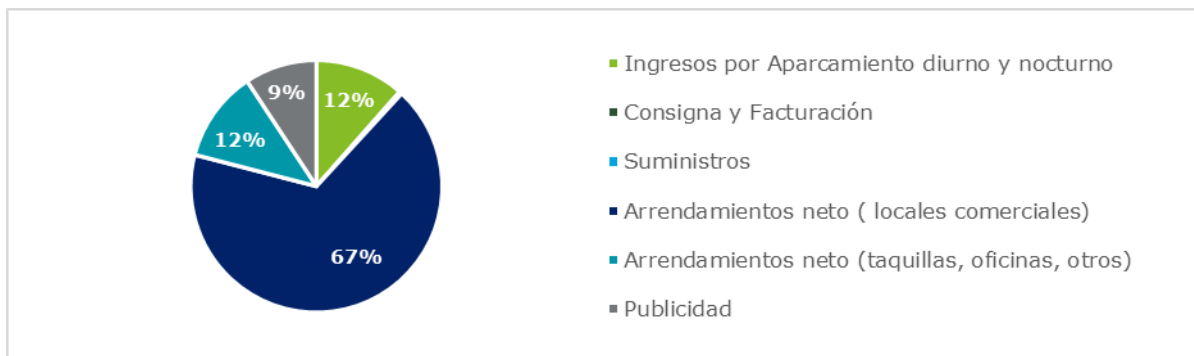 9%
12%
12%
67%
Ingresos por Aparcamiento diurno y nocturno
Consigna y Facturación
Suministros
Arrendamientos neto ( locales comerciales)
Arrendamientos neto (taquillas, oficinas, otros)
Publicidad